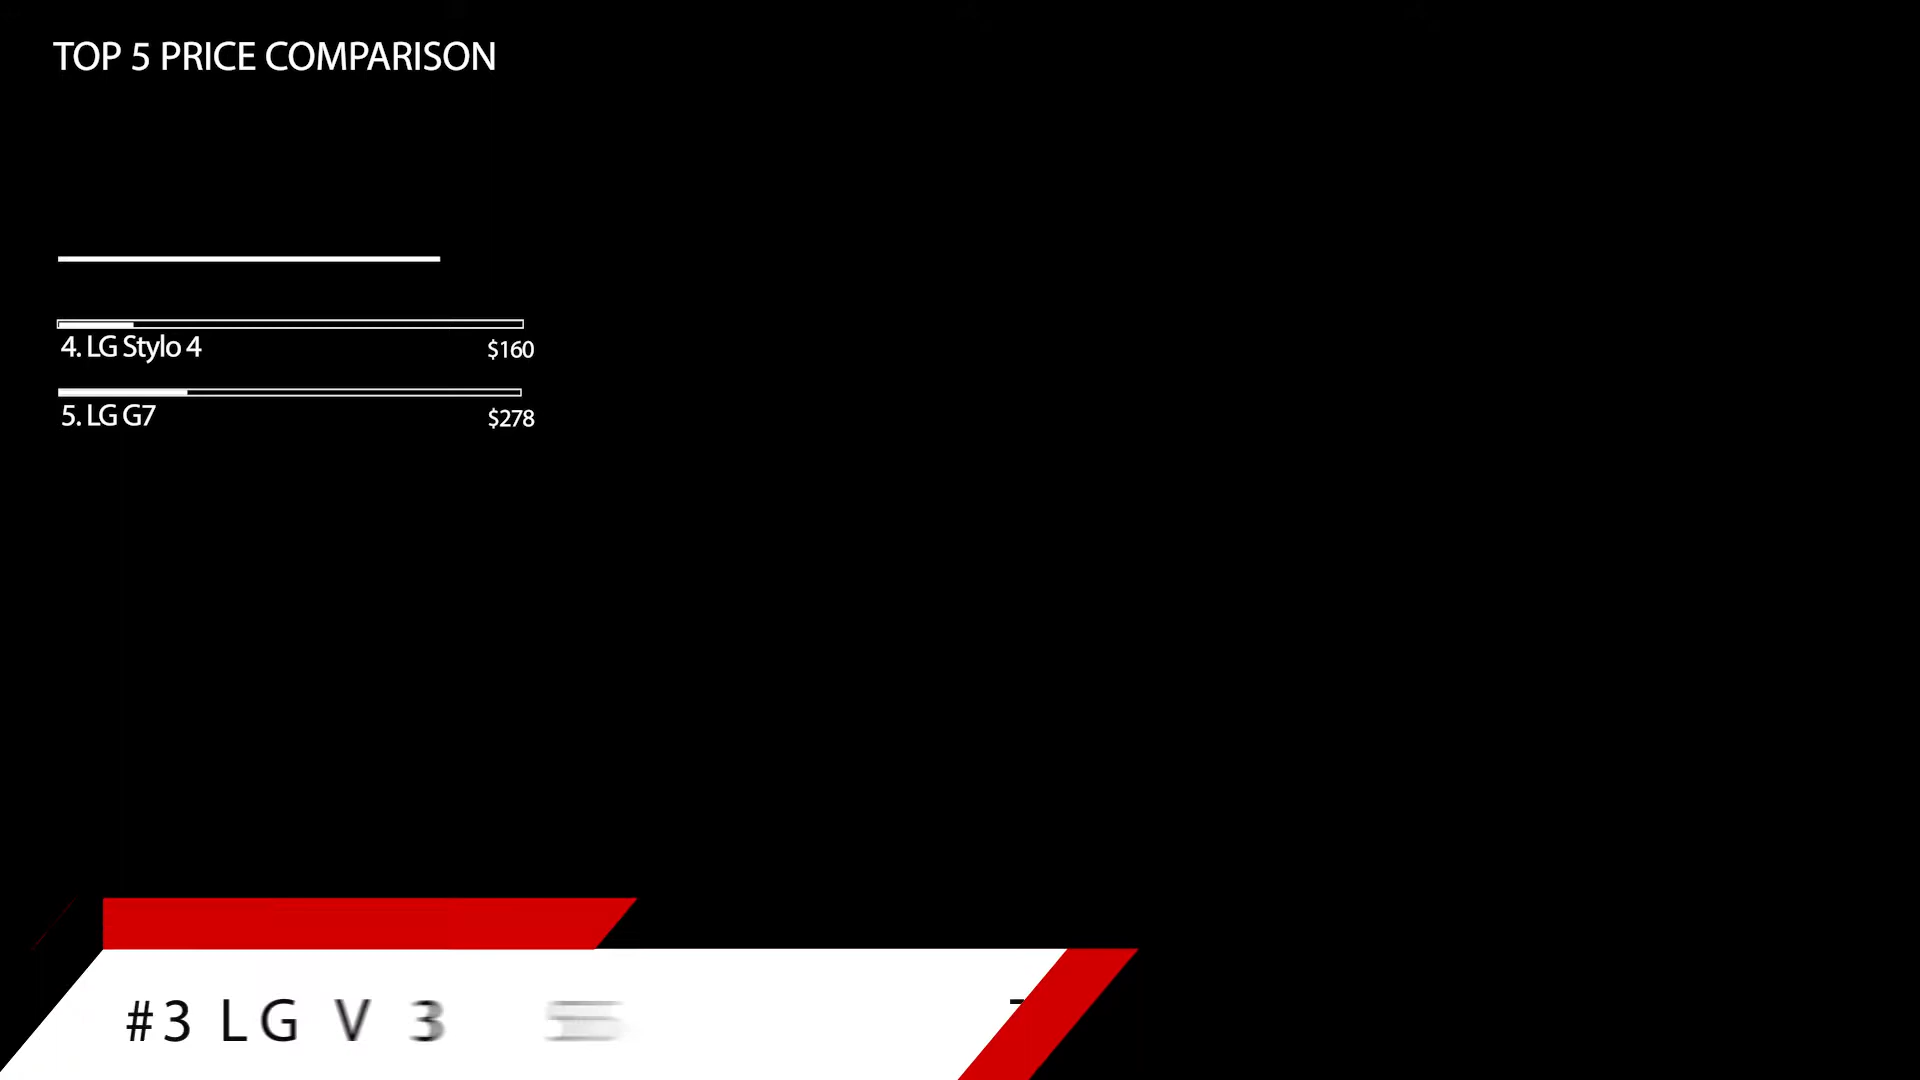 TOP 5 PRICE COMPARISON
4. LG Stylo 4
$160
5. LG G7
$278
#3 LG V 3